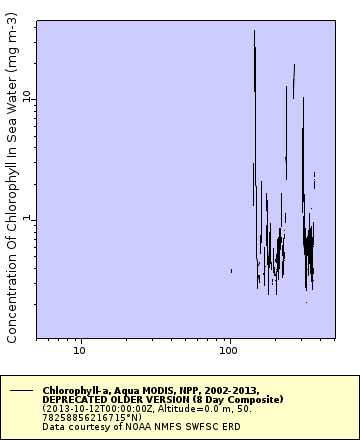 Concentration Of Chlorophyll In Sea Water (mg m-3)
10
1
10
100
Chlorophyll-a, Aqua MODIS, NPP, 2002-2013,
DEPRECATED OLDER VERSION (8 Day Composite)
(2013-10-12T00:00:00Z, Altitude=0.0 m, 50.
78258856216715°N)
Data courtesy of NOAA NMFS SWFSC ERD